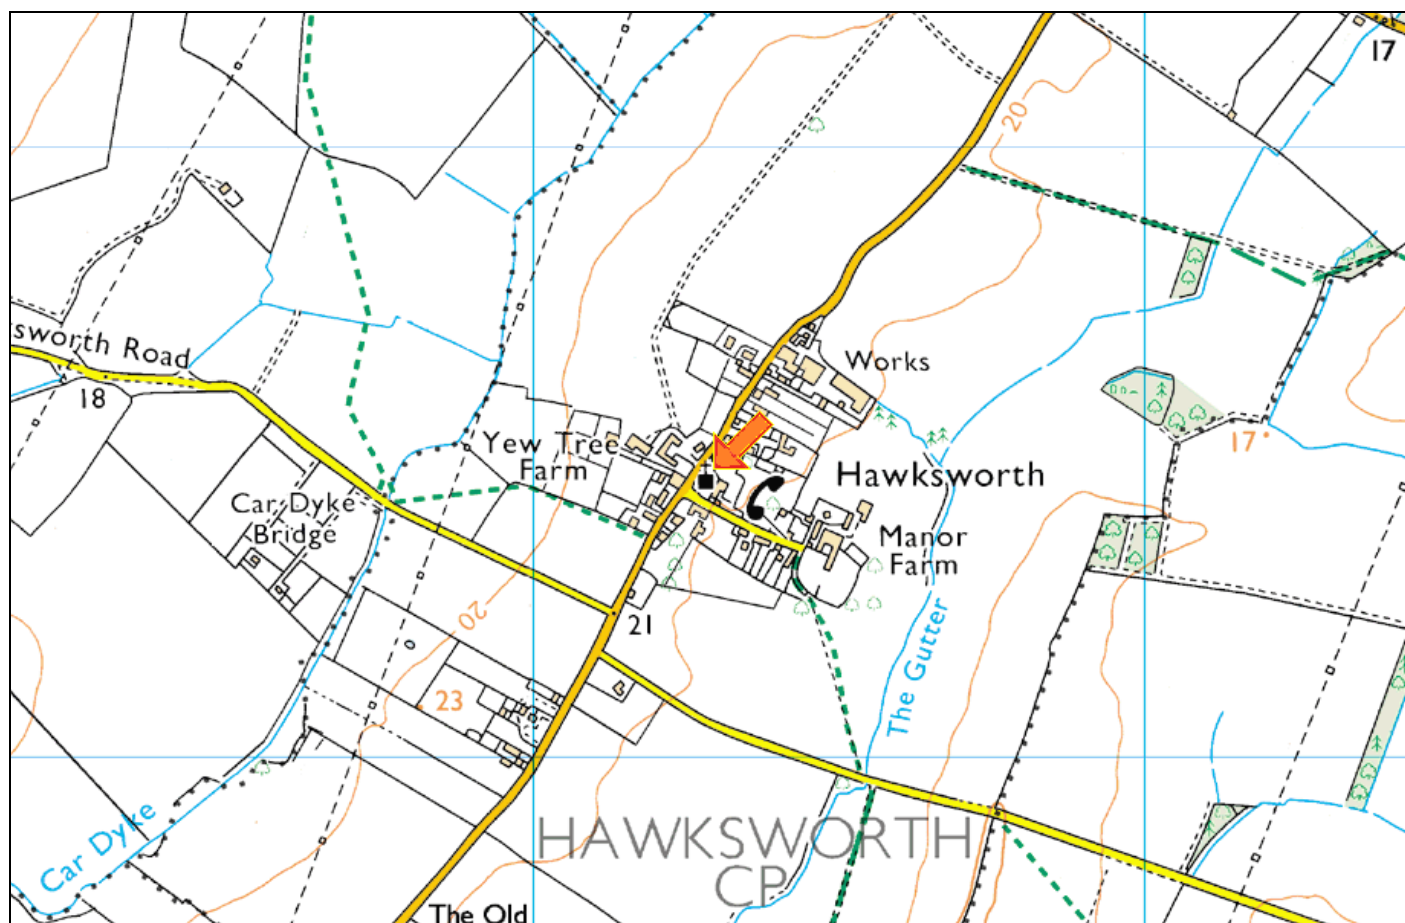 17
20
sworth Road
18
Works
Yew Tree
Farm
Hawksworth
17
Car Dyke
Bridge
Manor
Farm
20
21
The Gutter
23
Car Dyke
HAWKSWORTH
CP
The Old